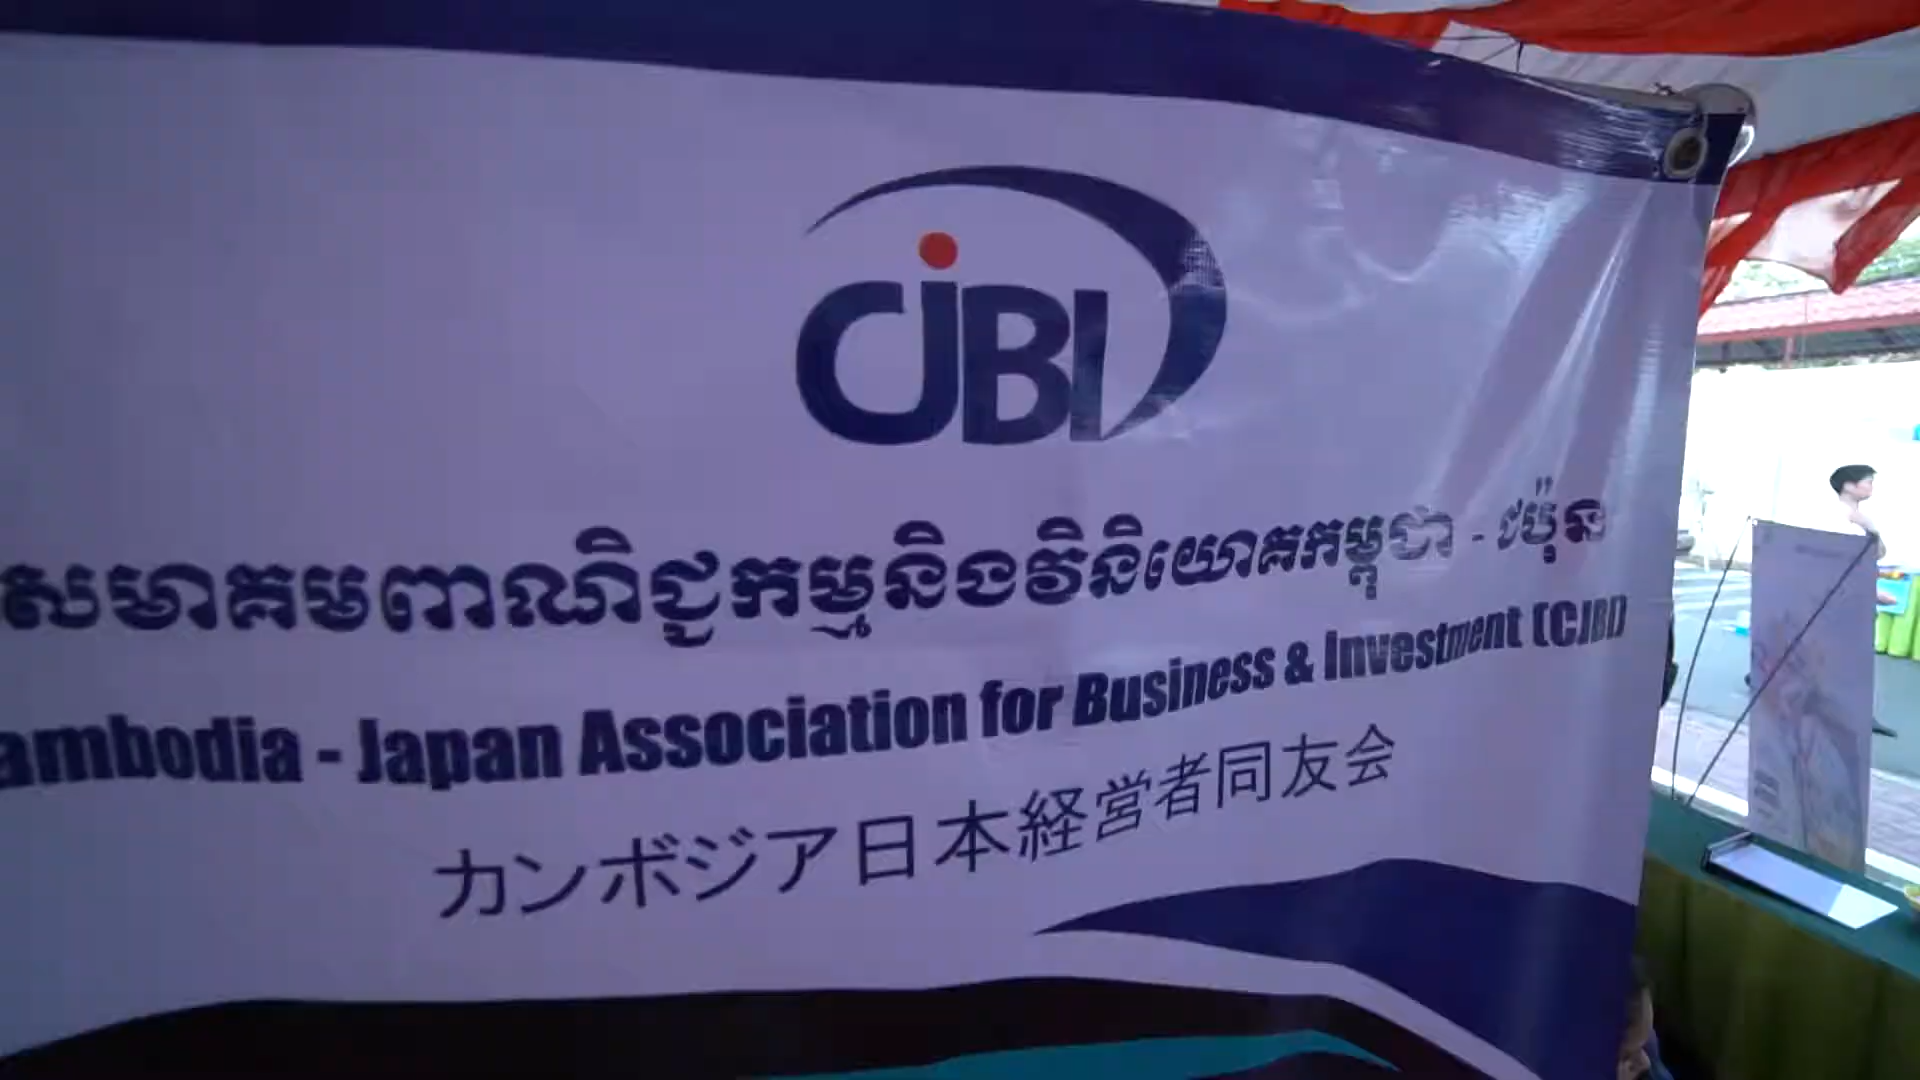 CJBI
សមាគមពាណិជ្ជកម្មនិងវិនិយោគកម្ពុជា - ជប៉ុន
ambodia - Japan Association for Business & Investment (CJBI)
カンボジア日本経営者同友会